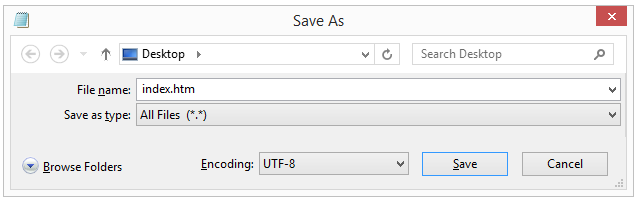 Save As
Desktop
Search Desktop
File name: index.htm
Save as type: All Files (*.*)
Browse Folders Encoding: UTF-8 Save Cancel